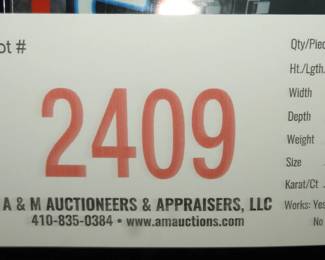 ot #
2409
A & M AUCTIONEERS & APPRAISERS, LLC
410-835-0384 • www.amauctions.com
Qty/Piec
Ht./Lgth.
Width
Depth
Weight
Size
Karat/Ct
Works: Yes
No